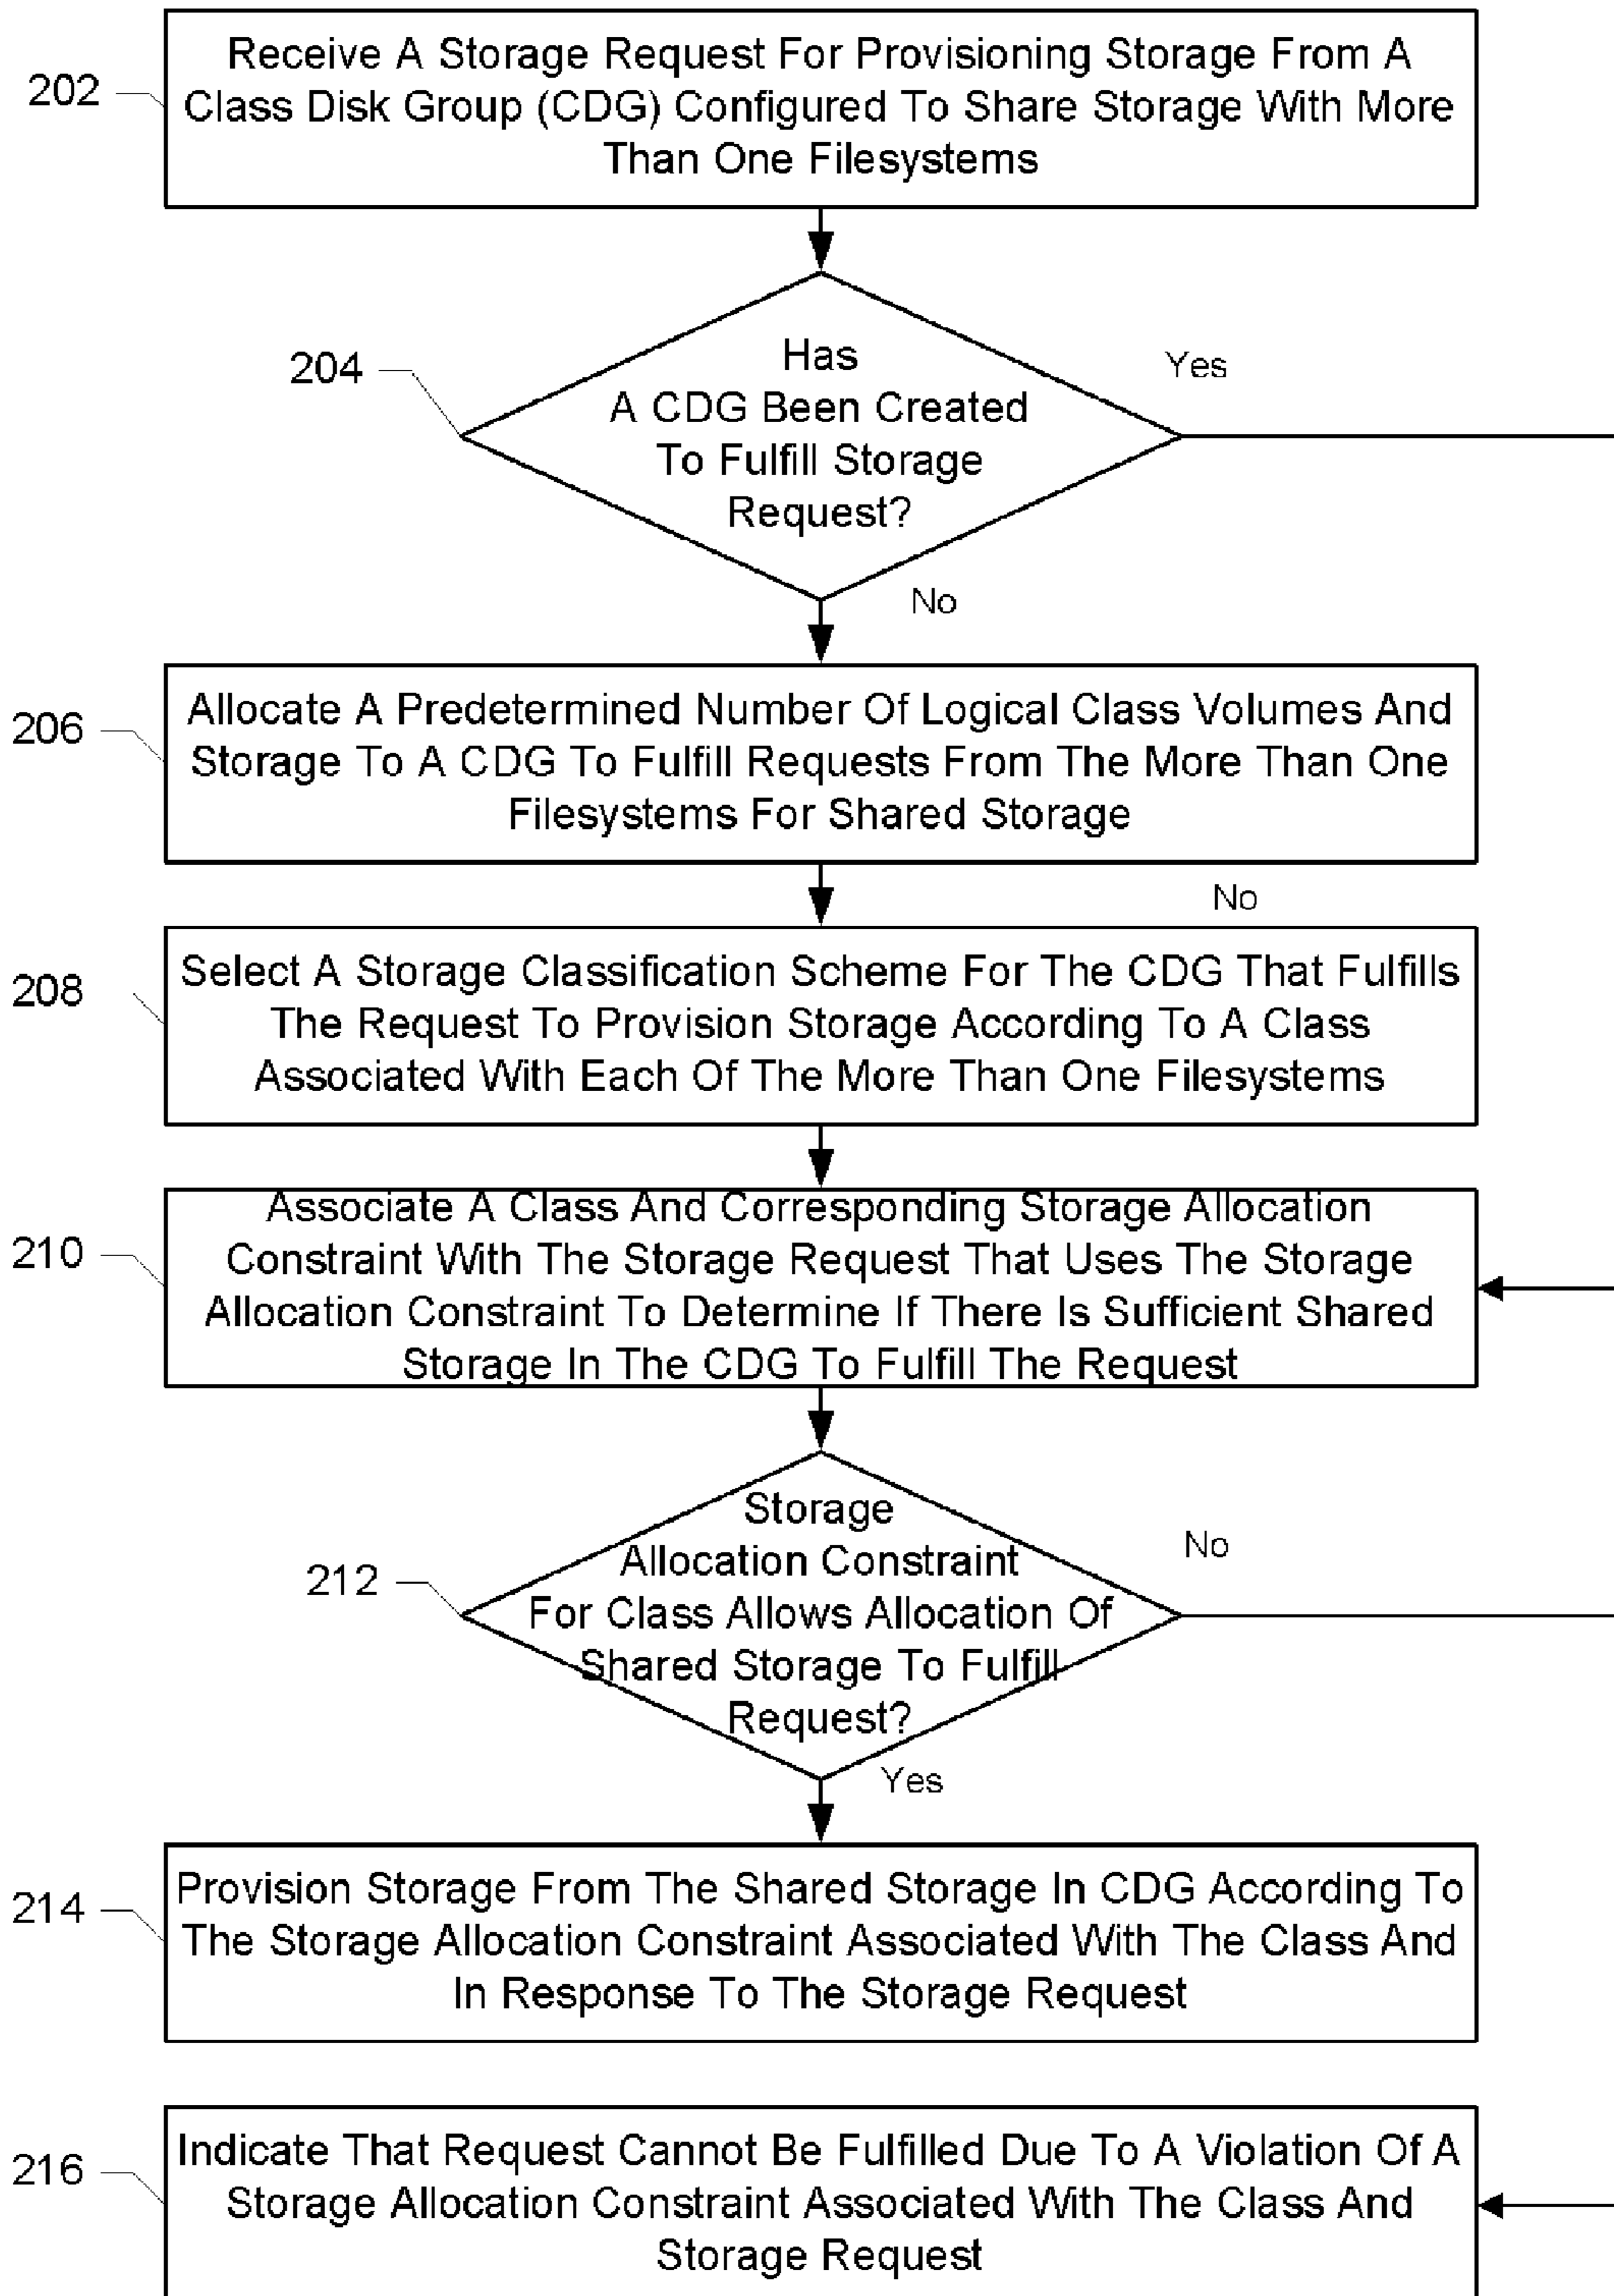 202
Receive A Storage Request For Provisioning Storage From A
Class Disk Group (CDG) Configured To Share Storage With More
Than One Filesystems
204
Has
A CDG Been Created
To Fulfill Storage
Request?
Yes
No
206
Allocate A Predetermined Number Of Logical Class Volumes And
Storage To A CDG To Fulfill Requests From The More Than One
Filesystems For Shared Storage
No
208
Select A Storage Classification Scheme For The CDG That Fulfills
The Request To Provision Storage According To A Class
Associated With Each Of The More Than One Filesystems
210
Associate A Class And Corresponding Storage Allocation
Constraint With The Storage Request That Uses The Storage
Allocation Constraint To Determine If There Is Sufficient Shared
Storage In The CDG To Fulfill The Request
212
Storage
Allocation Constraint
For Class Allows Allocation Of
Shared Storage To Fulfill
Request?
No
Yes
214
Provision Storage From The Shared Storage In CDG According To
The Storage Allocation Constraint Associated With The Class And
In Response To The Storage Request
216
Indicate That Request Cannot Be Fulfilled Due To A Violation Of A
Storage Allocation Constraint Associated With The Class And
Storage Request